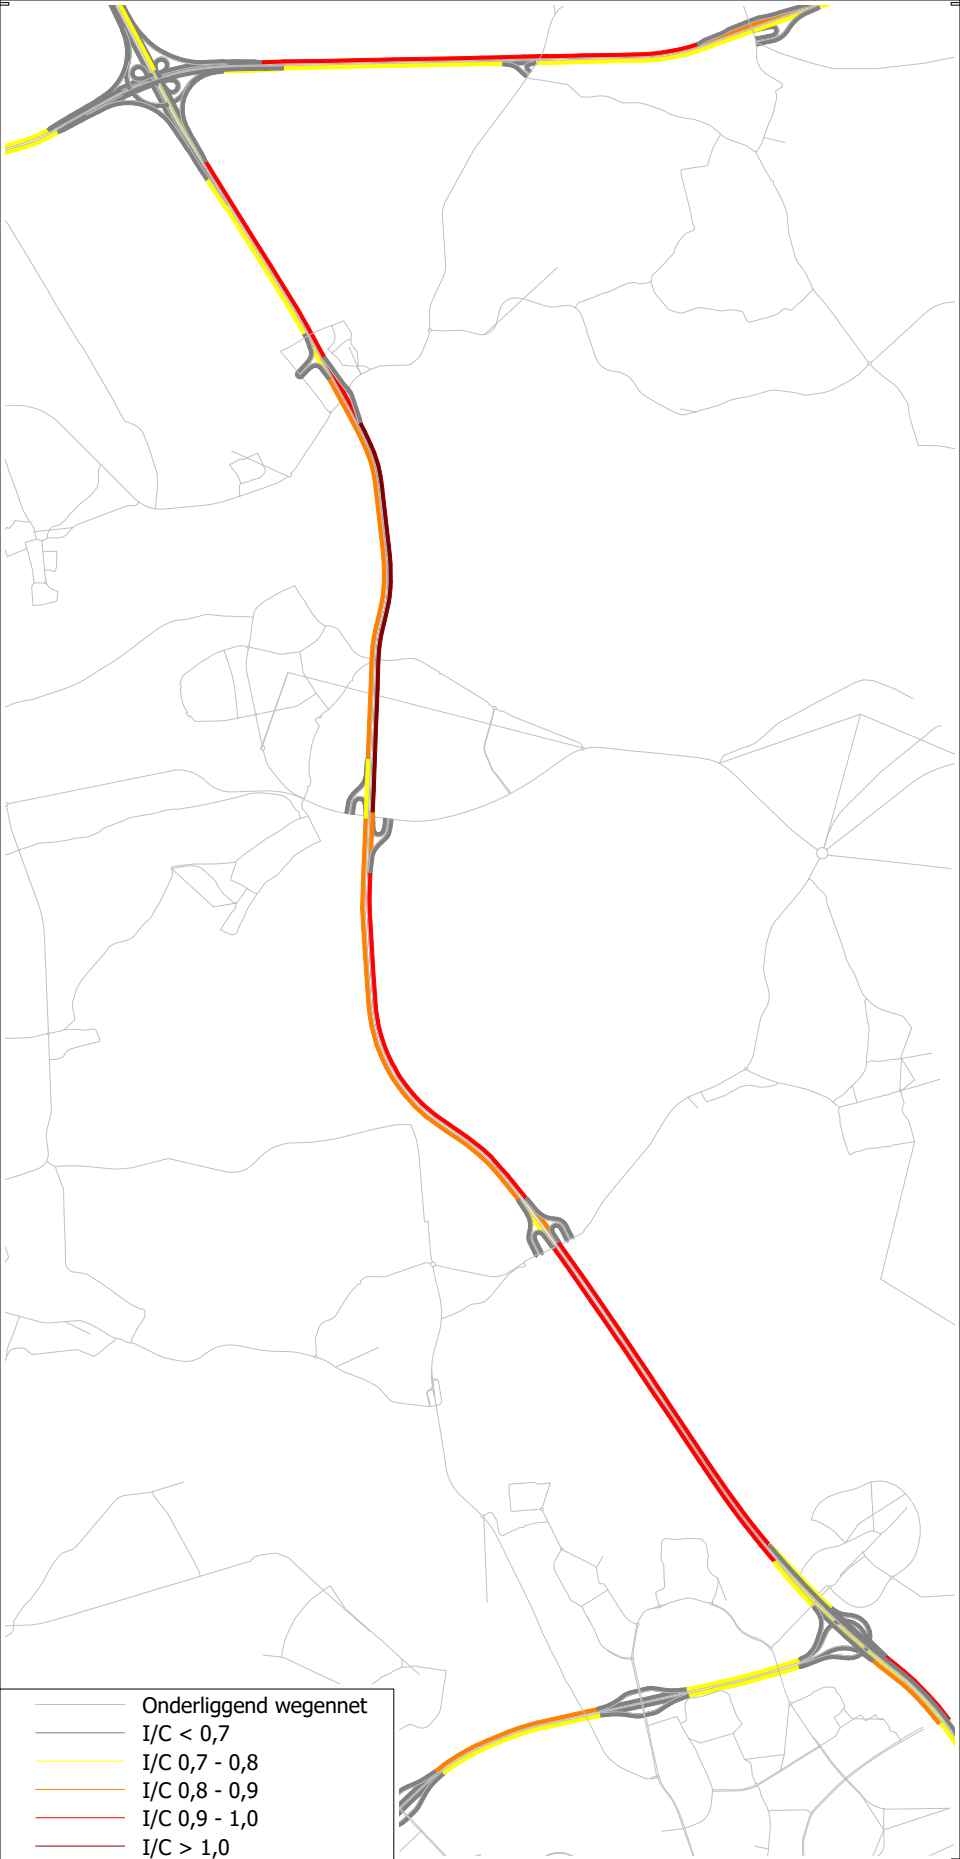 Onderliggend wegennet
I/C < 0,7
I/C 0,7 - 0,8
I/C 0,8 - 0,9
I/C 0,9 - 1,0
I/C > 1,0